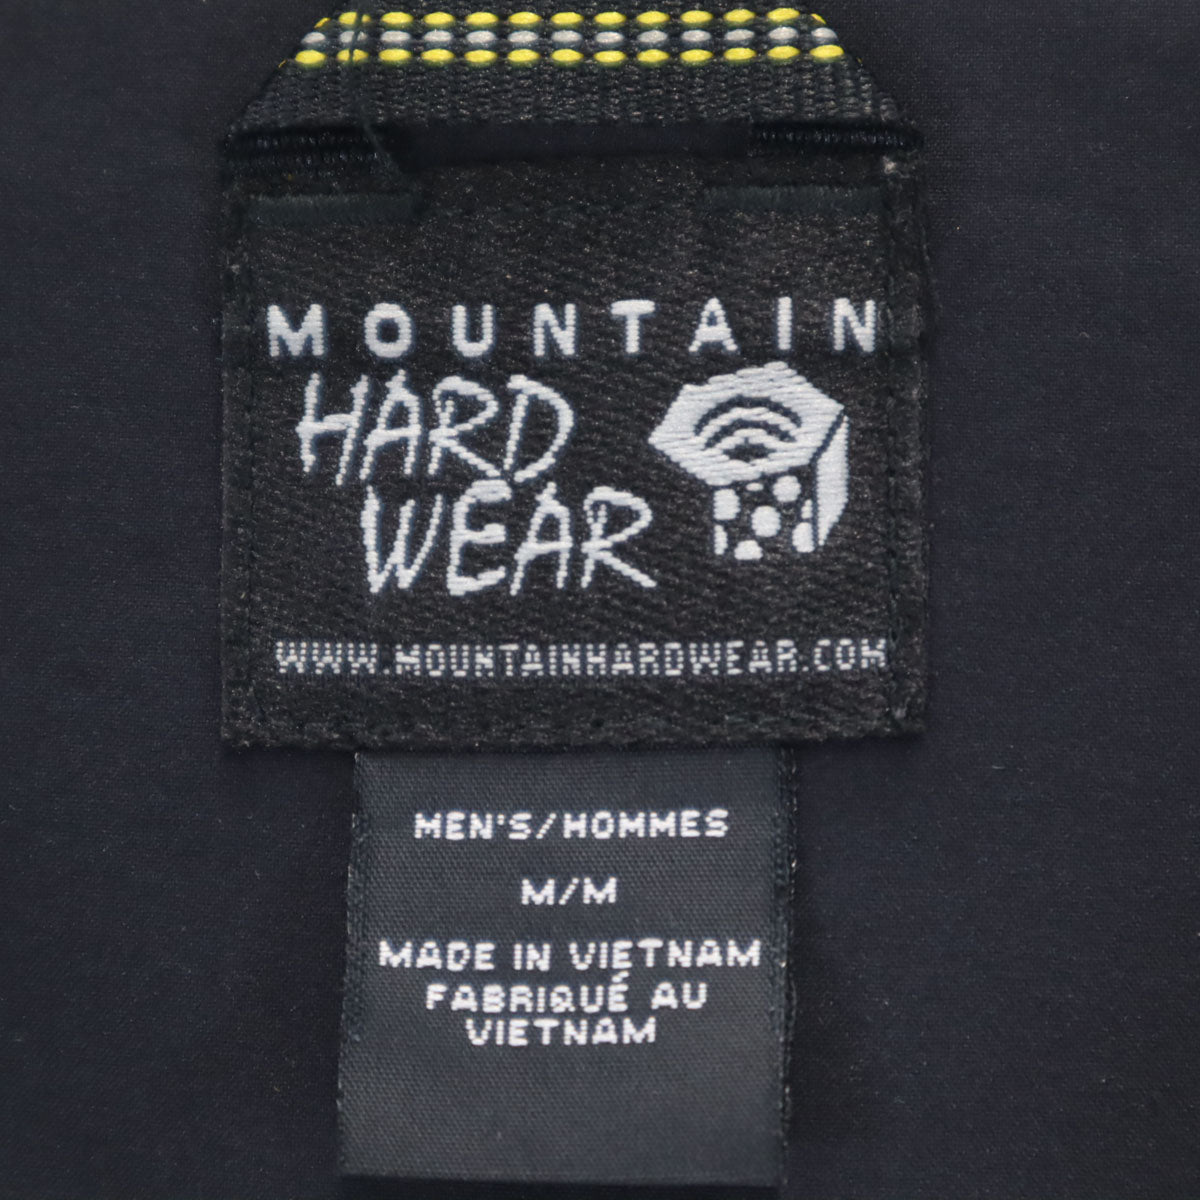 MOUNTAIN
HARD
WEAR
WWW.MOUNTAINHARDWEAR.COM
MEN'S/HOMMES
M/M
MADE IN VIETNAM
FABRIQUÉ AU
VIETNAM